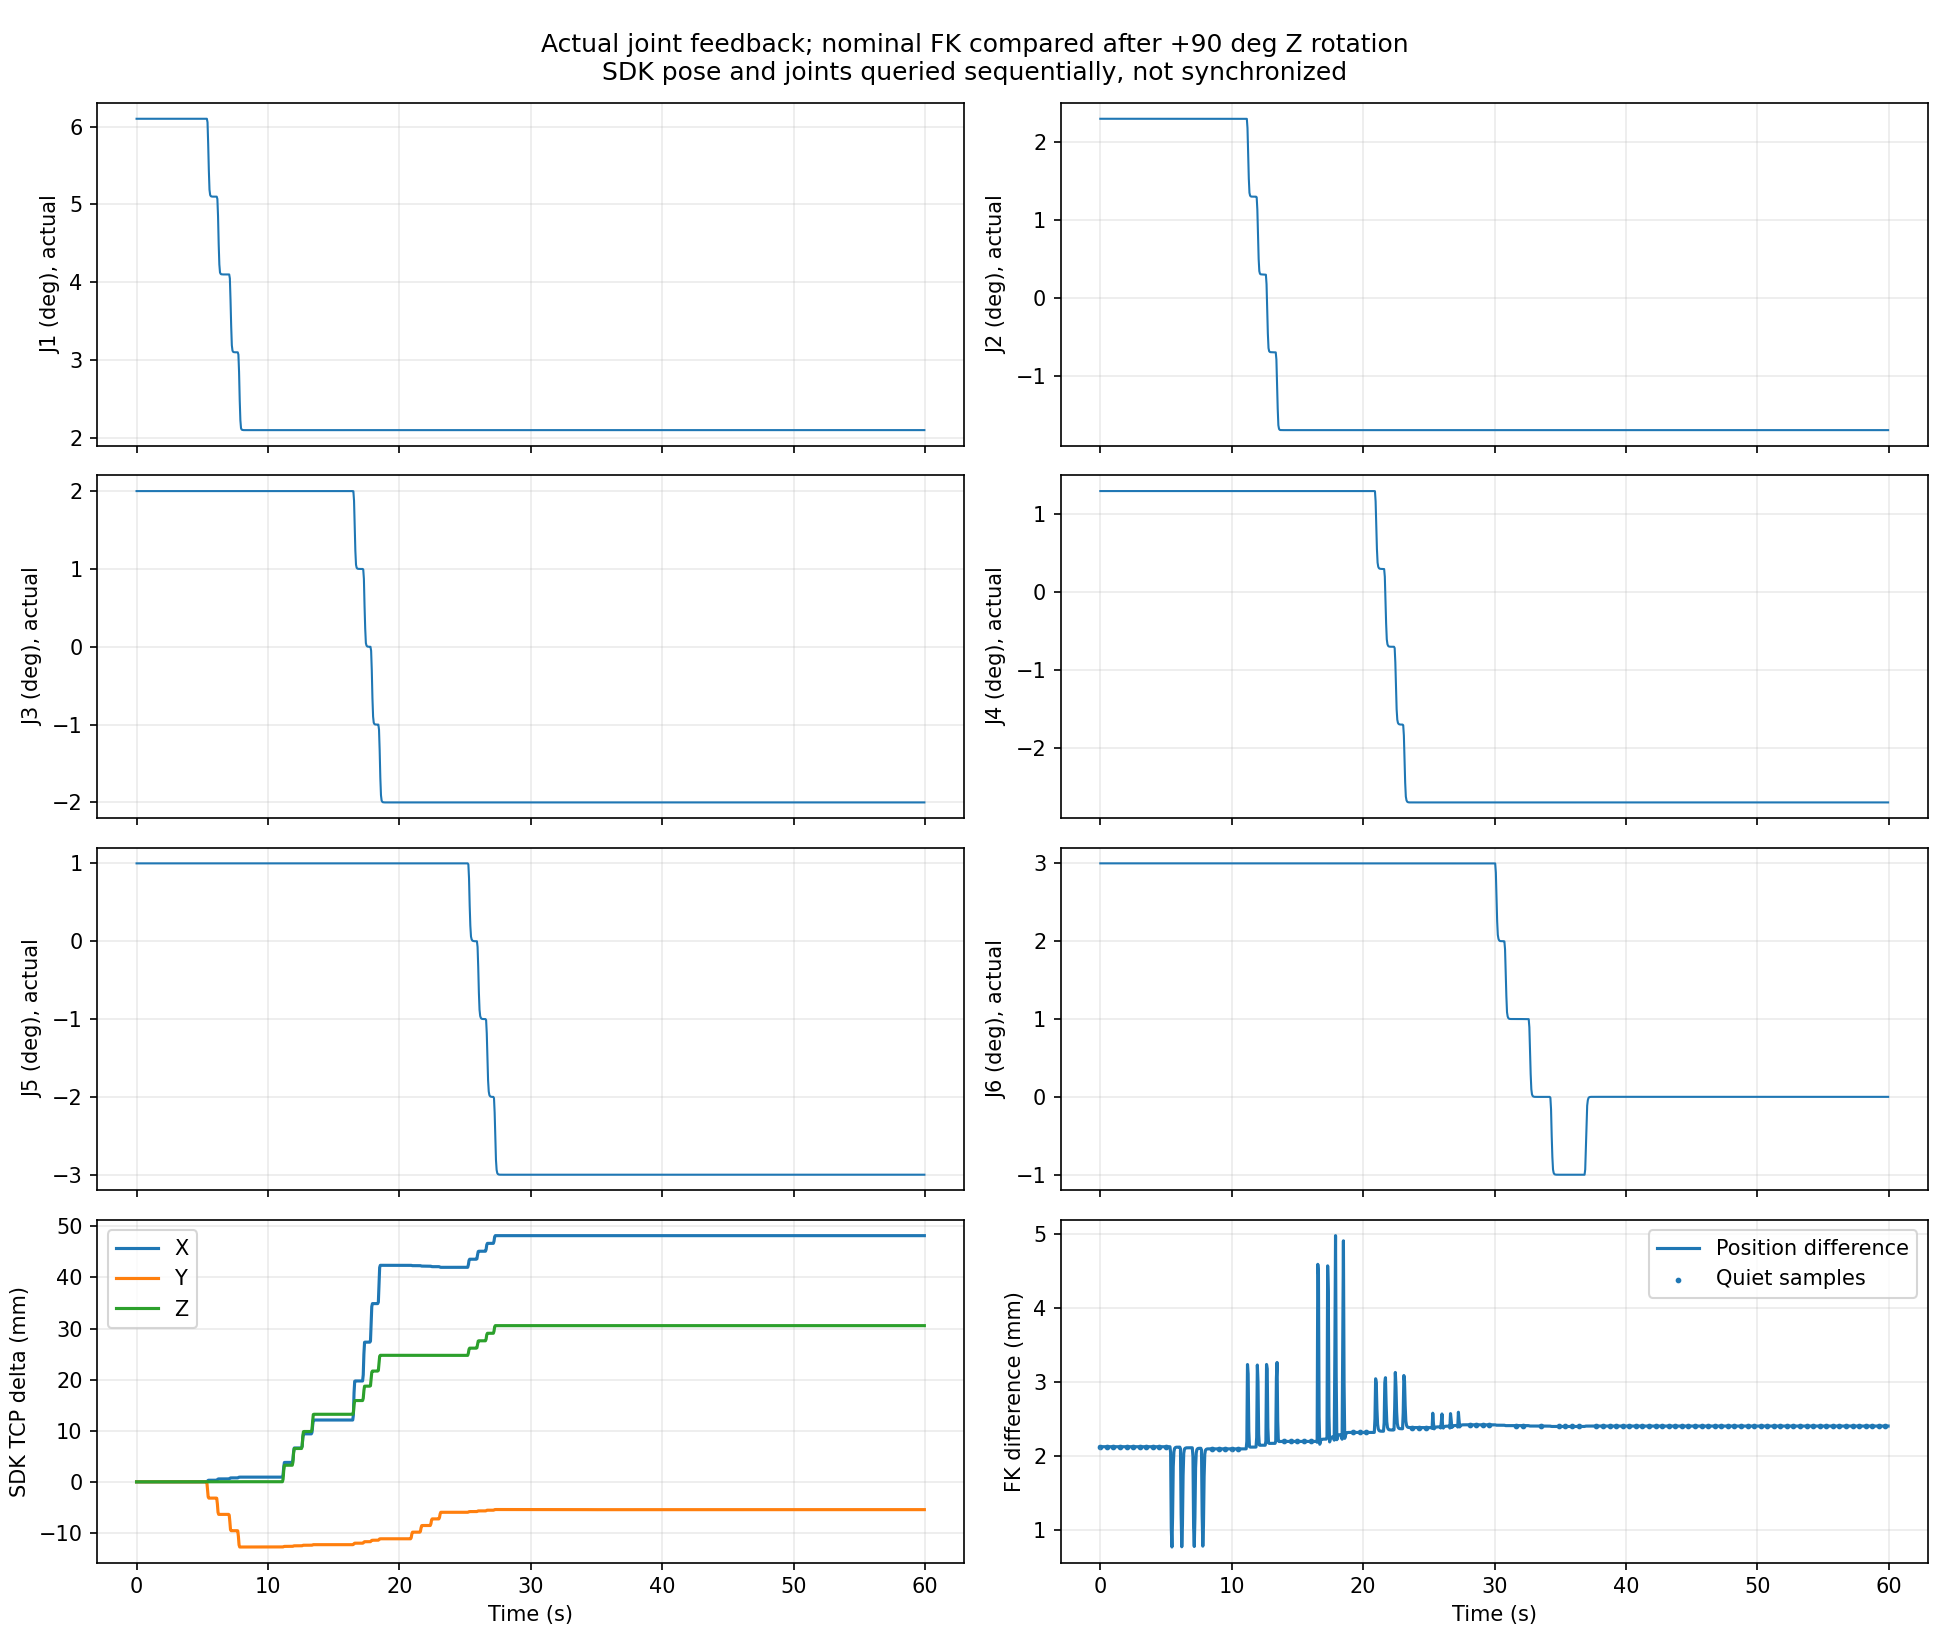 Actual joint feedback; nominal FK compared after +90 deg Z rotation
SDK pose and joints queried sequentially, not synchronized
J1 (deg), actual
6
5
4
3
2
J2 (deg), actual
2
1
0
−1
J3 (deg), actual
2
1
0
−1
−2
J4 (deg), actual
1
0
−1
−2
J5 (deg), actual
1
0
−1
−2
−3
J6 (deg), actual
3
2
1
0
−1
SDK TCP delta (mm)
50
40
30
20
10
0
−10
X
Y
Z
0 10 20 30 40 50 60
Time (s)
FK difference (mm)
5
4
3
2
1
Position difference
Quiet samples
0 10 20 30 40 50 60
Time (s)